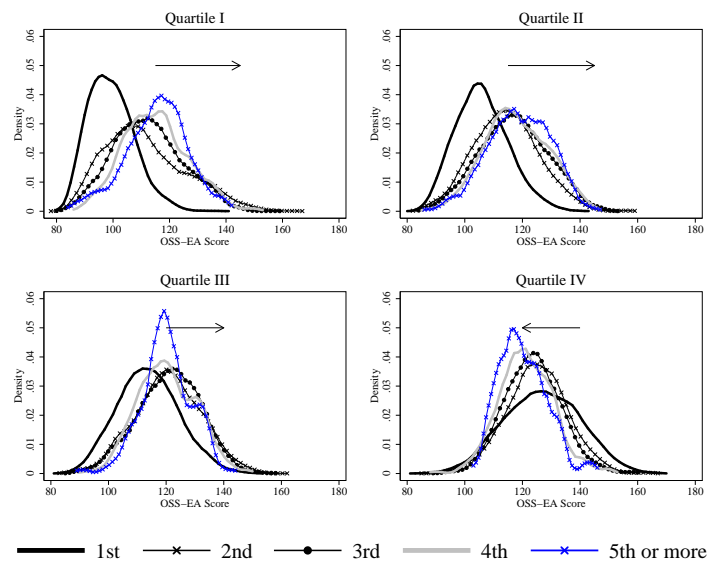 Quartile I
Density
0 .01 .02 .03 .04 .05 .06
80 100 120 140 160 180
OSS−EA Score
Quartile II
Density
0 .01 .02 .03 .04 .05 .06
80 100 120 140 160 180
OSS−EA Score
Quartile III
Density
0 .01 .02 .03 .04 .05 .06
80 100 120 140 160 180
OSS−EA Score
Quartile IV
Density
0 .01 .02 .03 .04 .05 .06
80 100 120 140 160 180
OSS−EA Score
1st 2nd 3rd 4th 5th or more